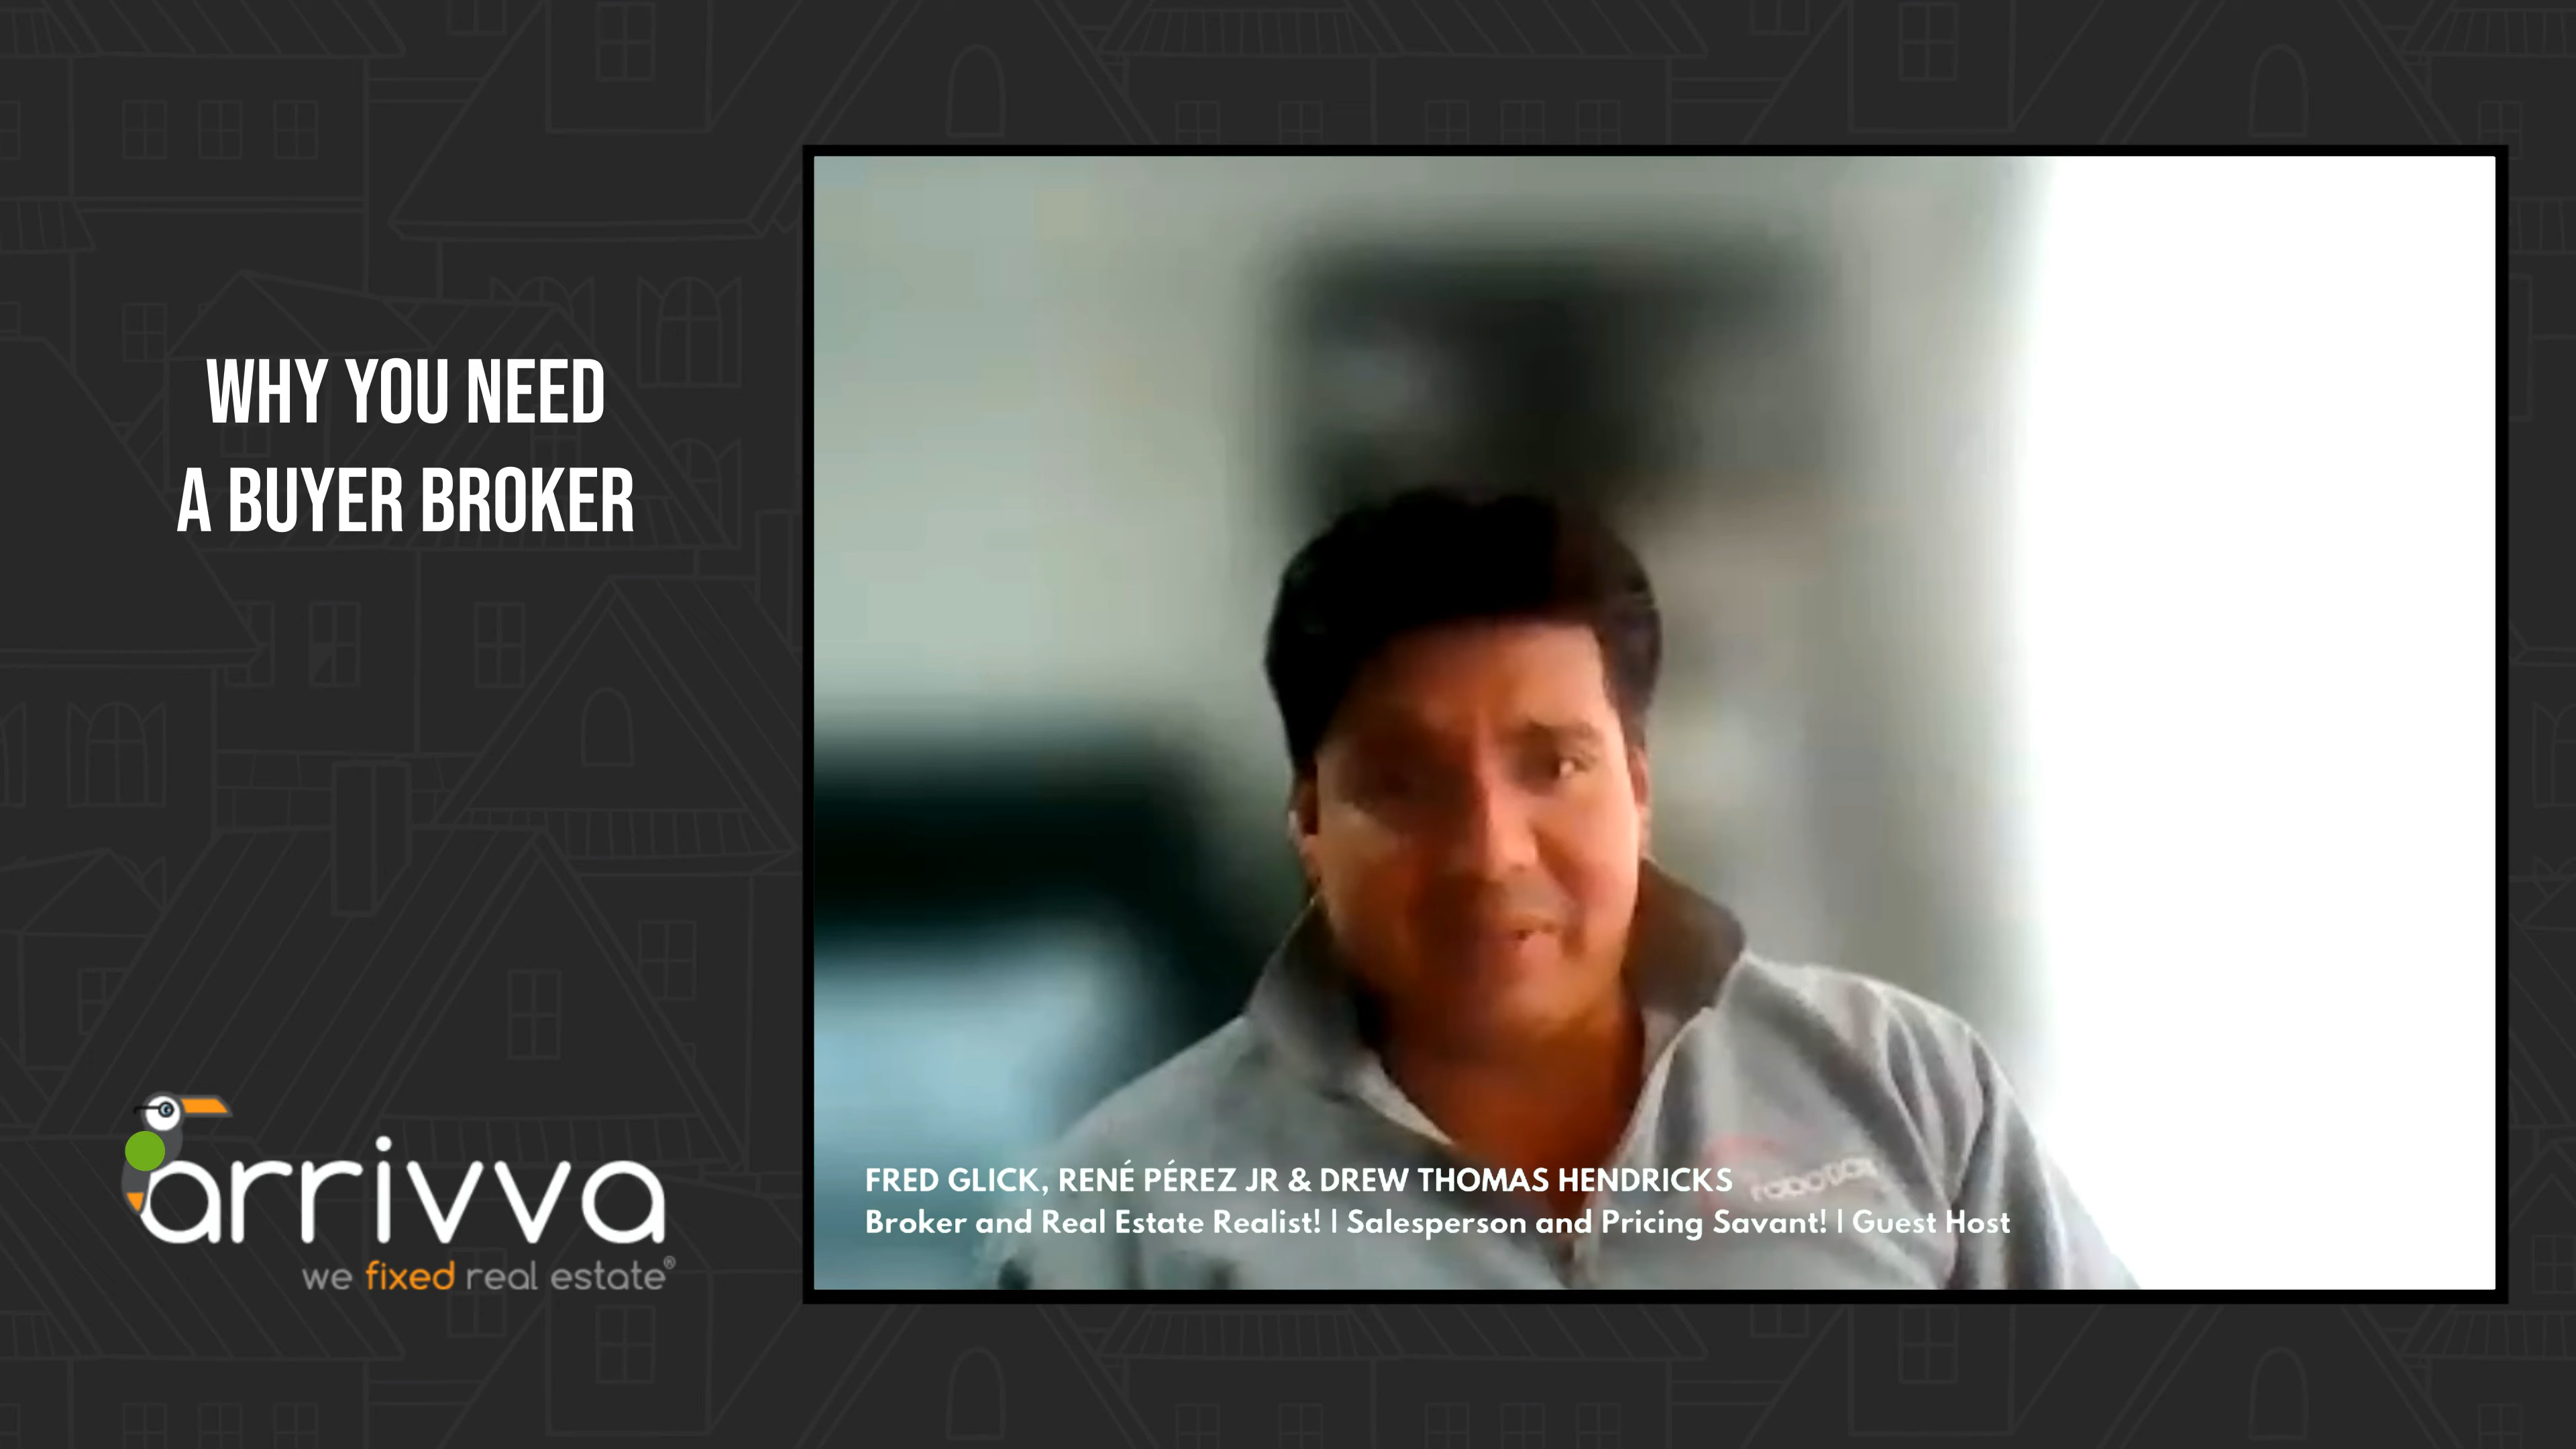 WHY YOU NEED
A BUYER BROKER
arrivva
we fixed real estate®
FRED GLICK, RENÉ PÉREZ JR & DREW THOMAS HENDRICKS
Broker and Real Estate Realist! | Salesperson and Pricing Savant! | Guest Host
robotics